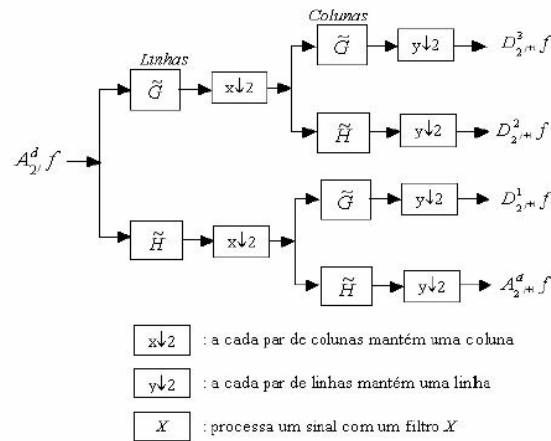 Colunas
Linhas
G̃ y↓2 D³₂ʲ⁺¹ f
G̃ x↓2
H̃ y↓2 D²₂ʲ⁺¹ f
Aᵈ₂ʲ f
G̃ y↓2 D¹₂ʲ⁺¹ f
H̃ x↓2
H̃ y↓2 Aᵈ₂ʲ⁺¹ f
x↓2 : a cada par de colunas mantém uma coluna
y↓2 : a cada par de linhas mantém uma linha
X : processa um sinal com um filtro X